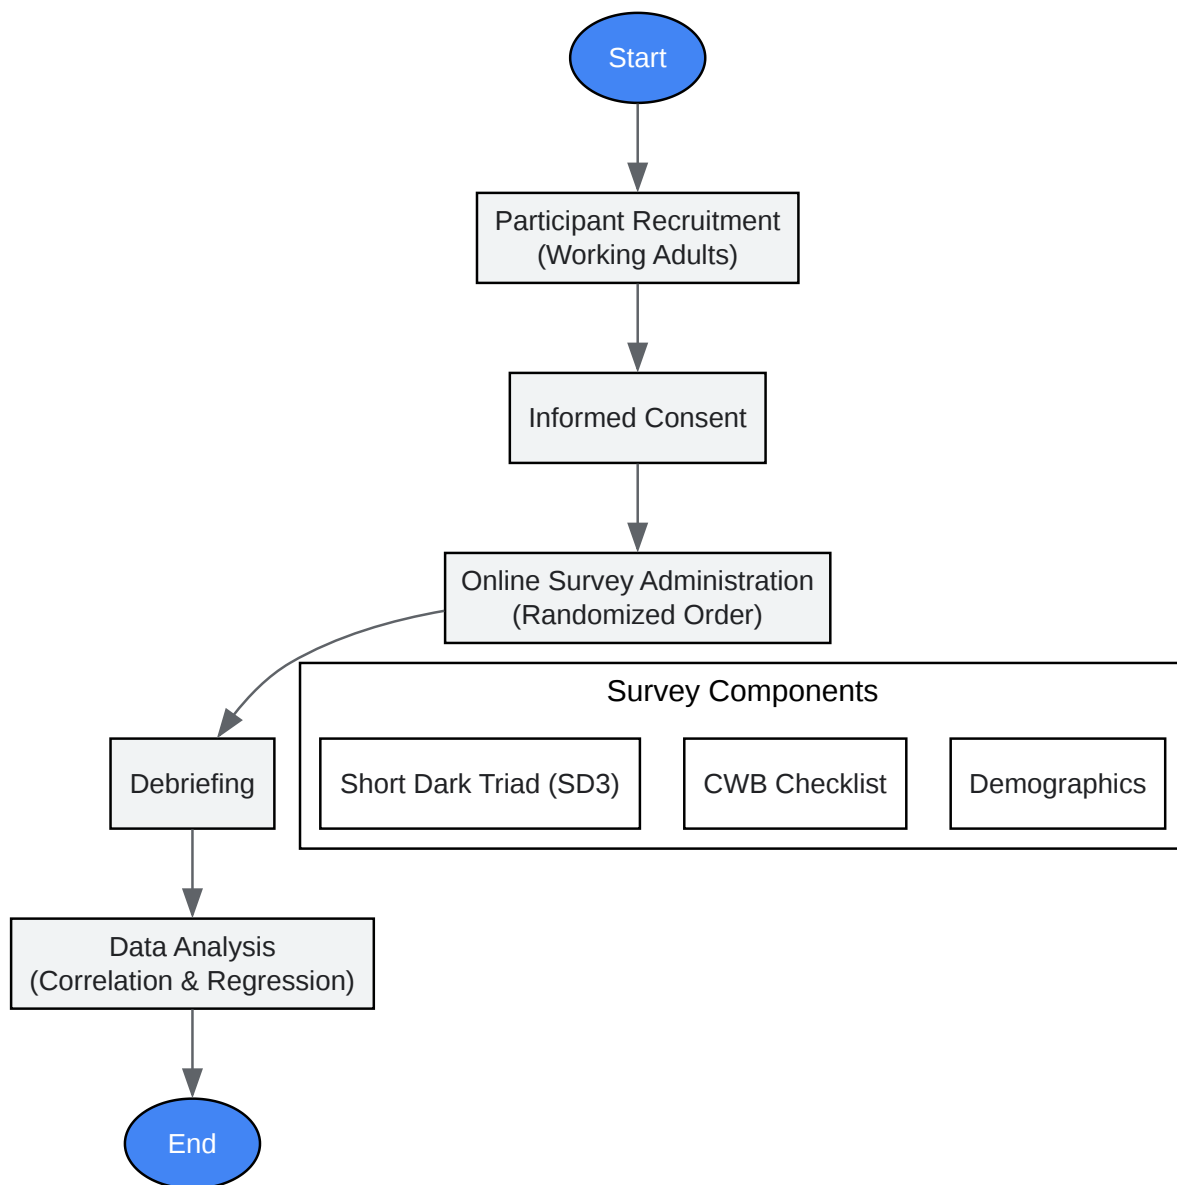 Start
Participant Recruitment
(Working Adults)
Informed Consent
Online Survey Administration
(Randomized Order)
Survey Components
Debriefing
Short Dark Triad (SD3)
CWB Checklist
Demographics
Data Analysis
(Correlation & Regression)
End